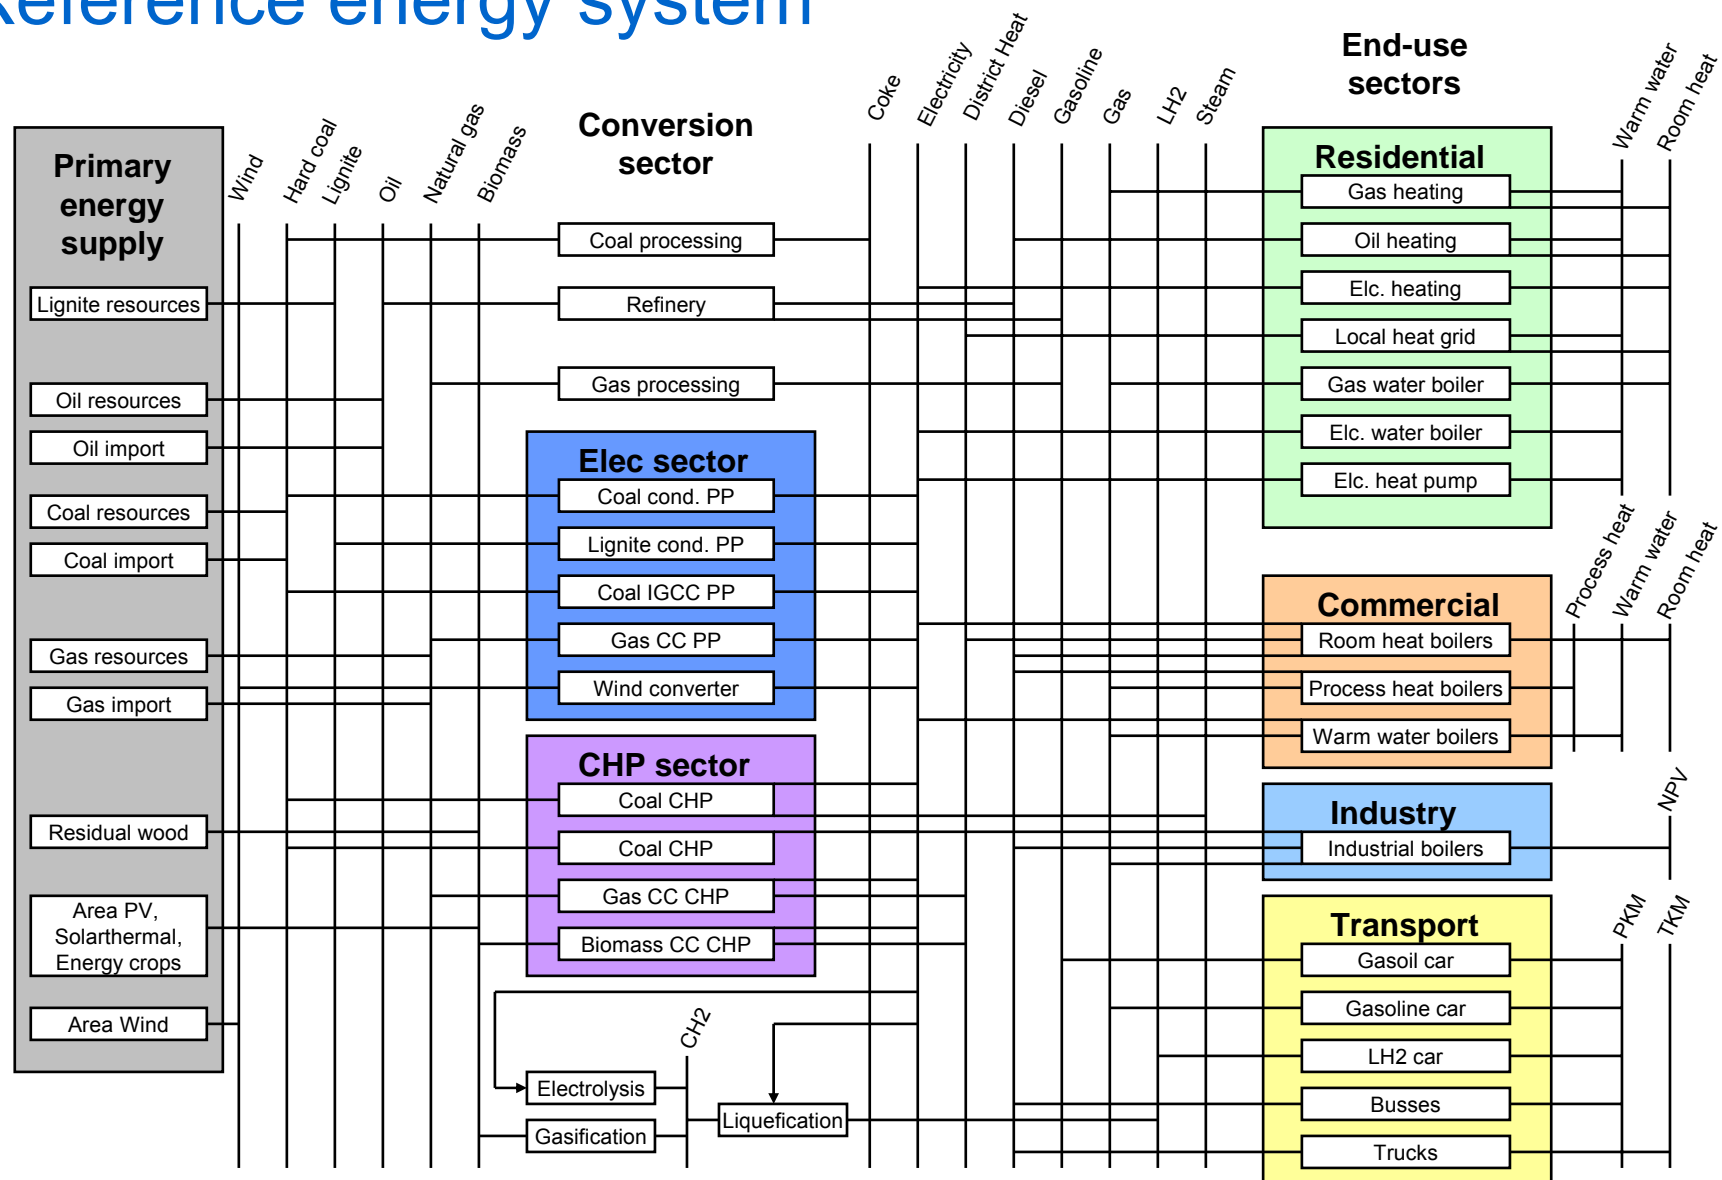 Reference energy system
Primary
energy
supply
Lignite resources
Oil resources
Oil import
Coal resources
Coal import
Gas resources
Gas import
Residual wood
Area PV,
Solarthermal,
Energy crops
Area Wind
Wind
Hard coal
Lignite
Oil
Natural gas
Biomass
Conversion
sector
Coal processing
Refinery
Gas processing
Elec sector
Coal cond. PP
Lignite cond. PP
Coal IGCC PP
Gas CC PP
Wind converter
CHP sector
Coal CHP
Coal CHP
Gas CC CHP
Biomass CC CHP
CH2
Electrolysis
Gasification
Liquefication
Coke
Electricity
District Heat
Diesel
Gasoline
Gas
LH2
Steam
End-use
sectors
Residential
Gas heating
Oil heating
Elc. heating
Local heat grid
Gas water boiler
Elc. water boiler
Elc. heat pump
Warm water
Room heat
Commercial
Room heat boilers
Process heat boilers
Warm water boilers
Process heat
Warm water
Room heat
Industry
Industrial boilers
NPV
Transport
Gasoil car
Gasoline car
LH2 car
Busses
Trucks
PKM
TKM